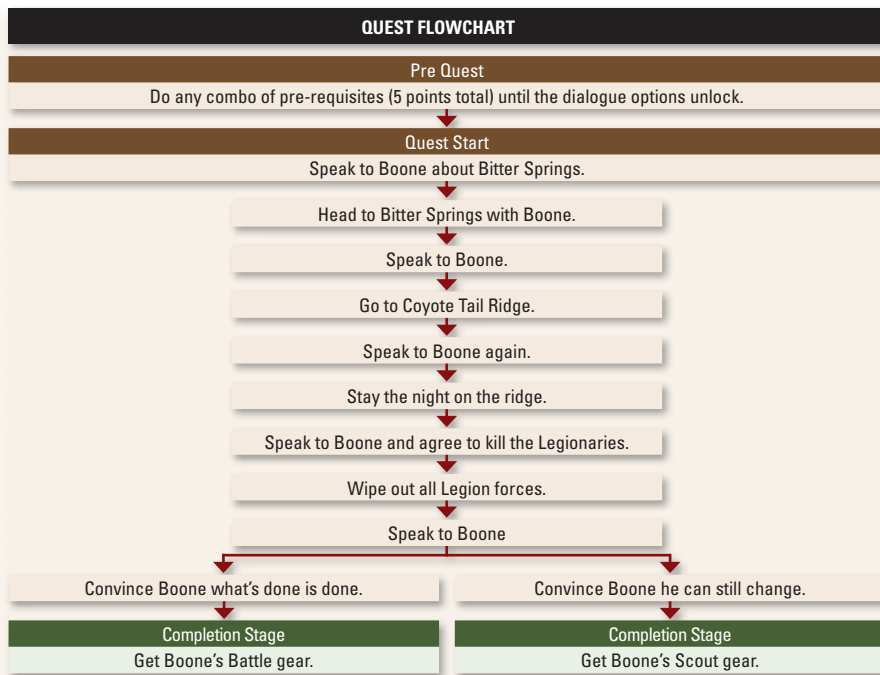 QUEST FLOWCHART
Pre Quest
Do any combo of pre-requisites (5 points total) until the dialogue options unlock.
Quest Start
Speak to Boone about Bitter Springs.
Head to Bitter Springs with Boone.
Speak to Boone.
Go to Coyote Tail Ridge.
Speak to Boone again.
Stay the night on the ridge.
Speak to Boone and agree to kill the Legionaries.
Wipe out all Legion forces.
Speak to Boone
Convince Boone what's done is done.
Convince Boone he can still change.
Completion Stage
Get Boone's Battle gear.
Completion Stage
Get Boone's Scout gear.